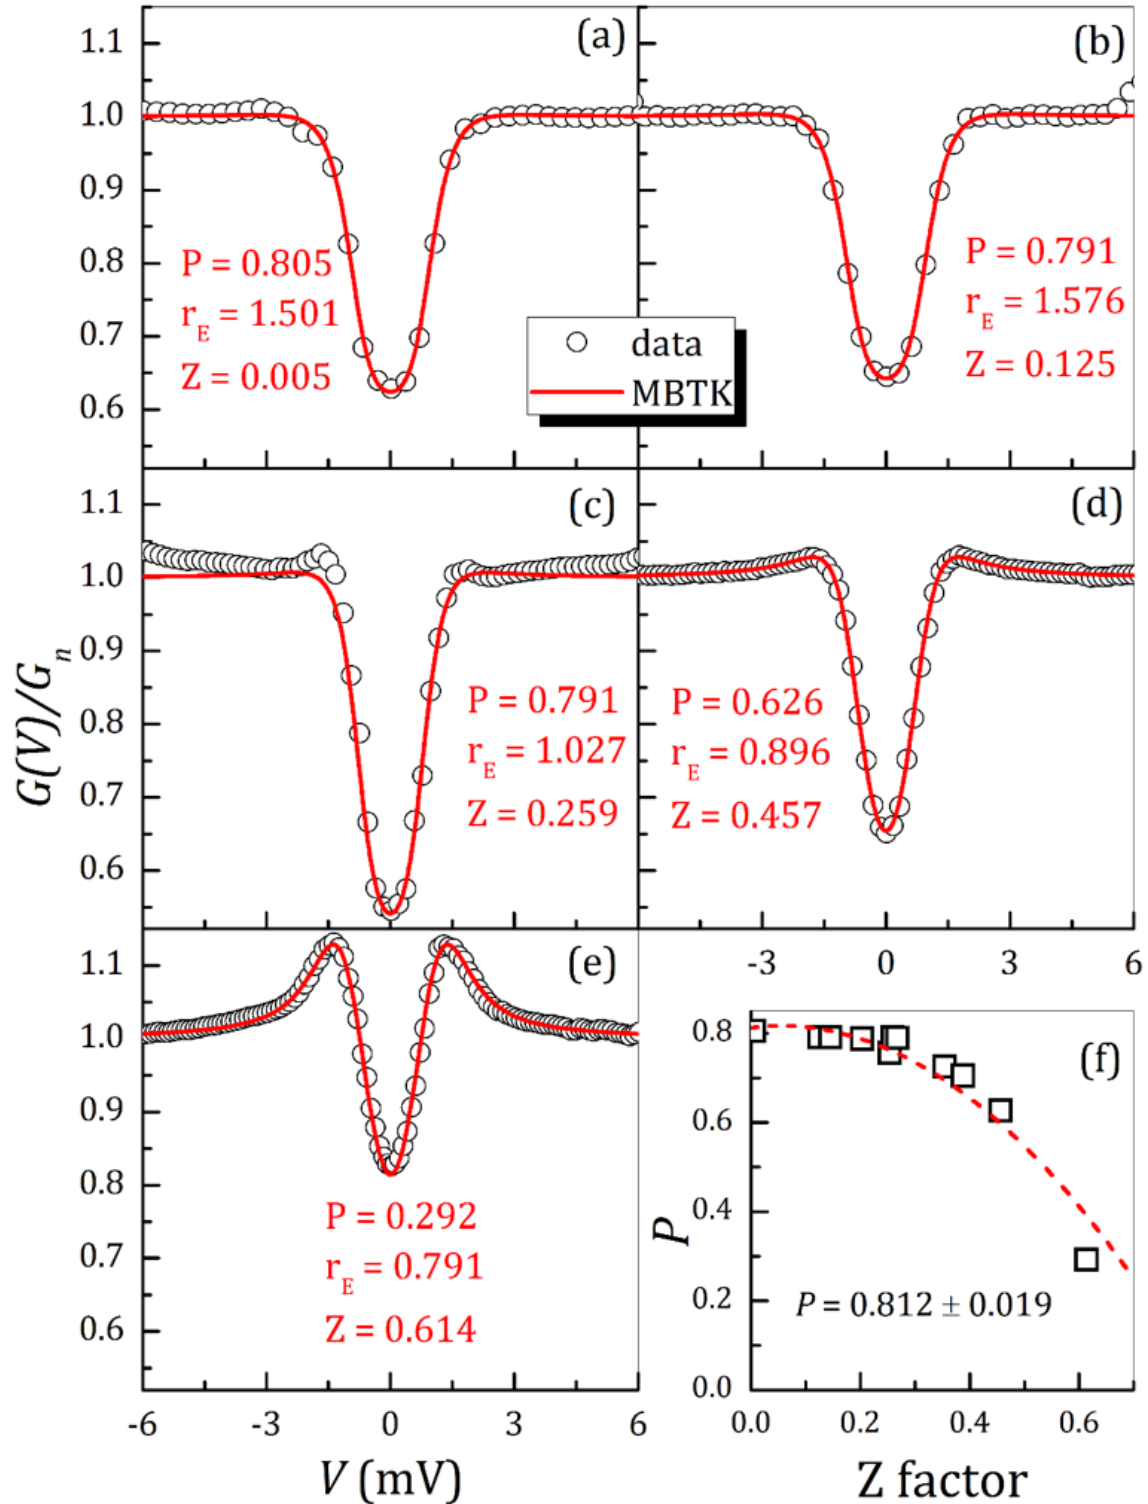 (a)
1.1
1.0
0.9
0.8
0.7
0.6
P = 0.805
r_E = 1.501
Z = 0.005
(b)
P = 0.791
r_E = 1.576
Z = 0.125
data
MBTK
(c)
1.1
1.0
0.9
0.8
0.7
0.6
P = 0.791
r_E = 1.027
Z = 0.259
(d)
P = 0.626
r_E = 0.896
Z = 0.457
-3 0 3 6
G(V)/G_n
(e)
1.1
1.0
0.9
0.8
0.7
0.6
P = 0.292
r_E = 0.791
Z = 0.614
-6 -3 0 3 6
V (mV)
(f)
0.8
0.6
0.4
0.2
0.0
P
P = 0.812 ± 0.019
0.0 0.2 0.4 0.6
Z factor